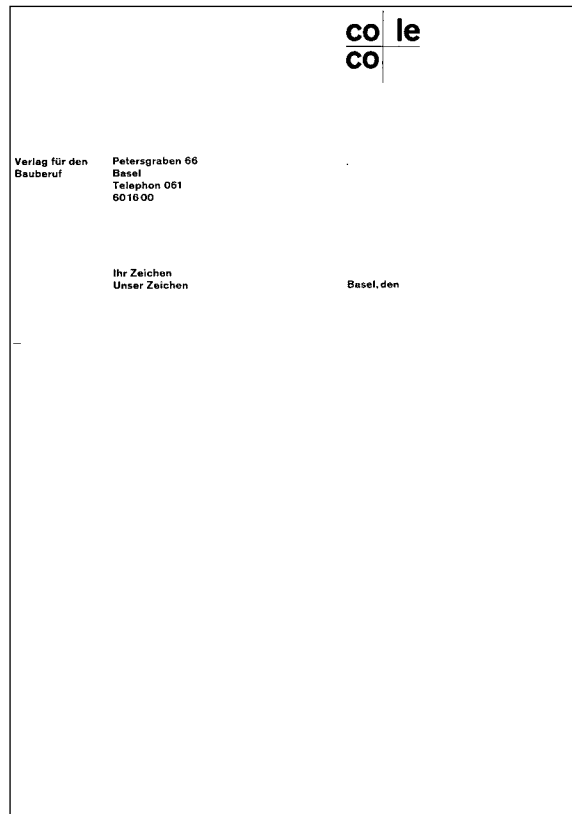 co le
co
Verlag für den
Bauberuf
Petersgraben 66
Basel
Telephon 061
601600
Ihr Zeichen
Unser Zeichen
Basel, den